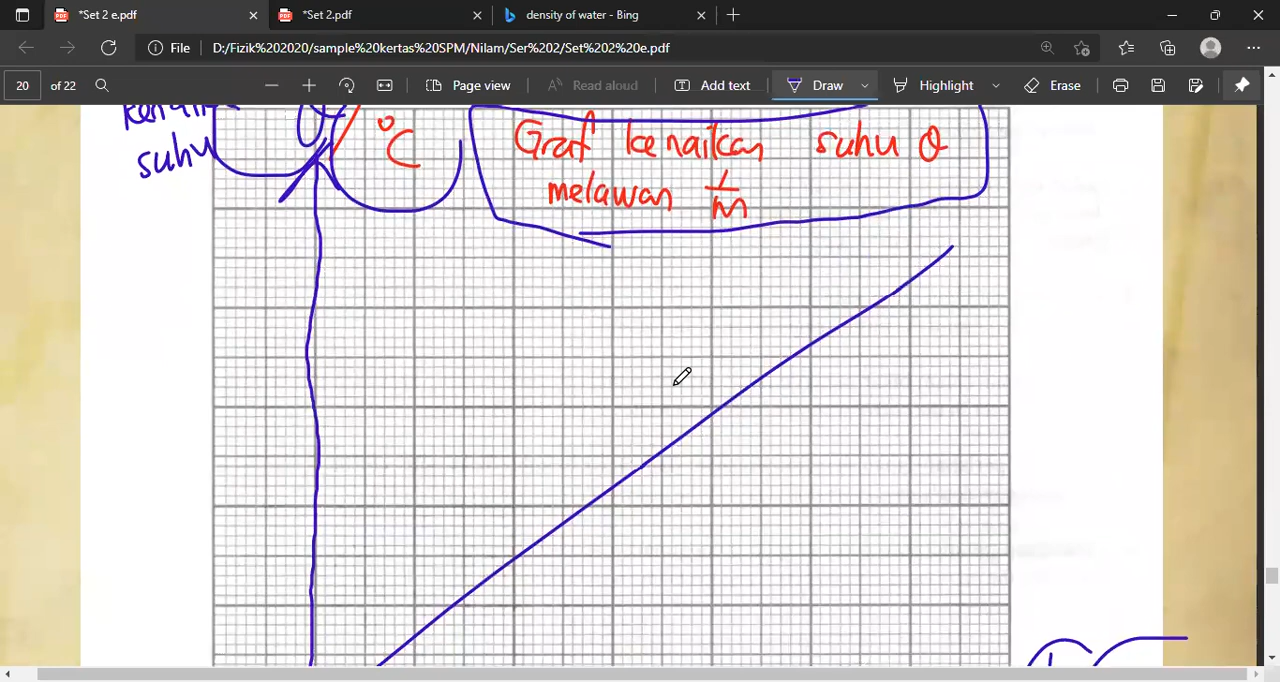 *Set 2 e.pdf
*Set 2.pdf
density of water - Bing
File
D:/Fizik%202020/sample%20kertas%20SPM/Nilam/Ser%202/Set%202%20e.pdf
20 of 22
Page view
Read aloud
Add text
Draw
Highlight
Erase
suhu
°C
Graf kenaikan suhu θ
melawan 1/m